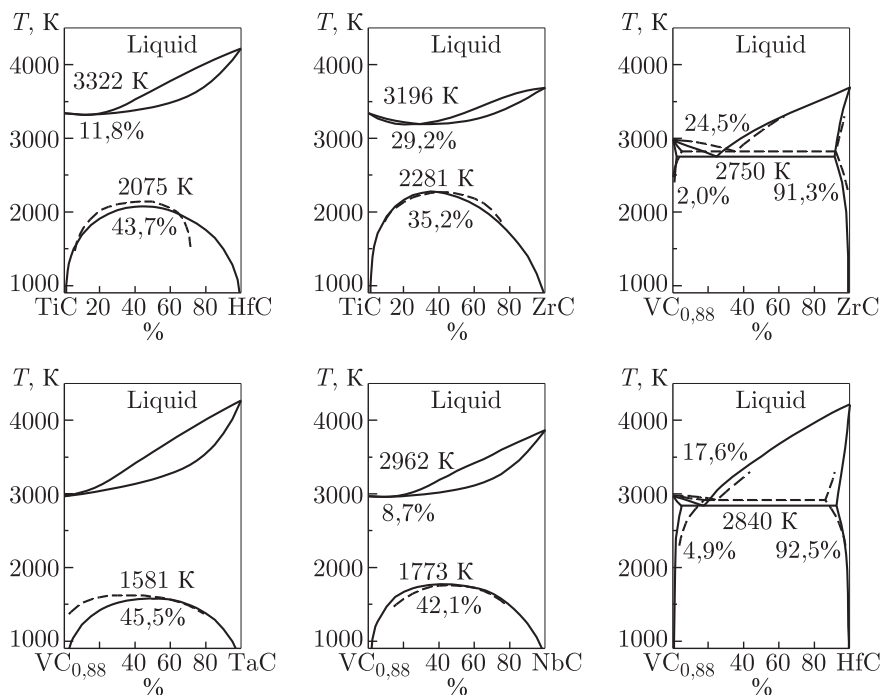 T, К
Liquid
4000
3322 К
3000
11,8%
2075 К
2000
43,7%
1000
TiC 20 40 60 80 HfC
%
T, К
Liquid
4000
3196 К
3000
29,2%
2281 К
2000
35,2%
1000
TiC 20 40 60 80 ZrC
%
T, К
Liquid
4000
24,5%
3000
2750 К
2,0% 91,3%
2000
1000
VC0,88 40 60 80 ZrC
%
T, К
Liquid
4000
3000
2000
1581 К
45,5%
1000
VC0,88 40 60 80 TaC
%
T, К
Liquid
4000
2962 К
3000
8,7%
2000
1773 К
42,1%
1000
VC0,88 40 60 80 NbC
%
T, К
Liquid
4000
17,6%
3000
2840 К
4,9% 92,5%
2000
1000
VC0,88 40 60 80 HfC
%